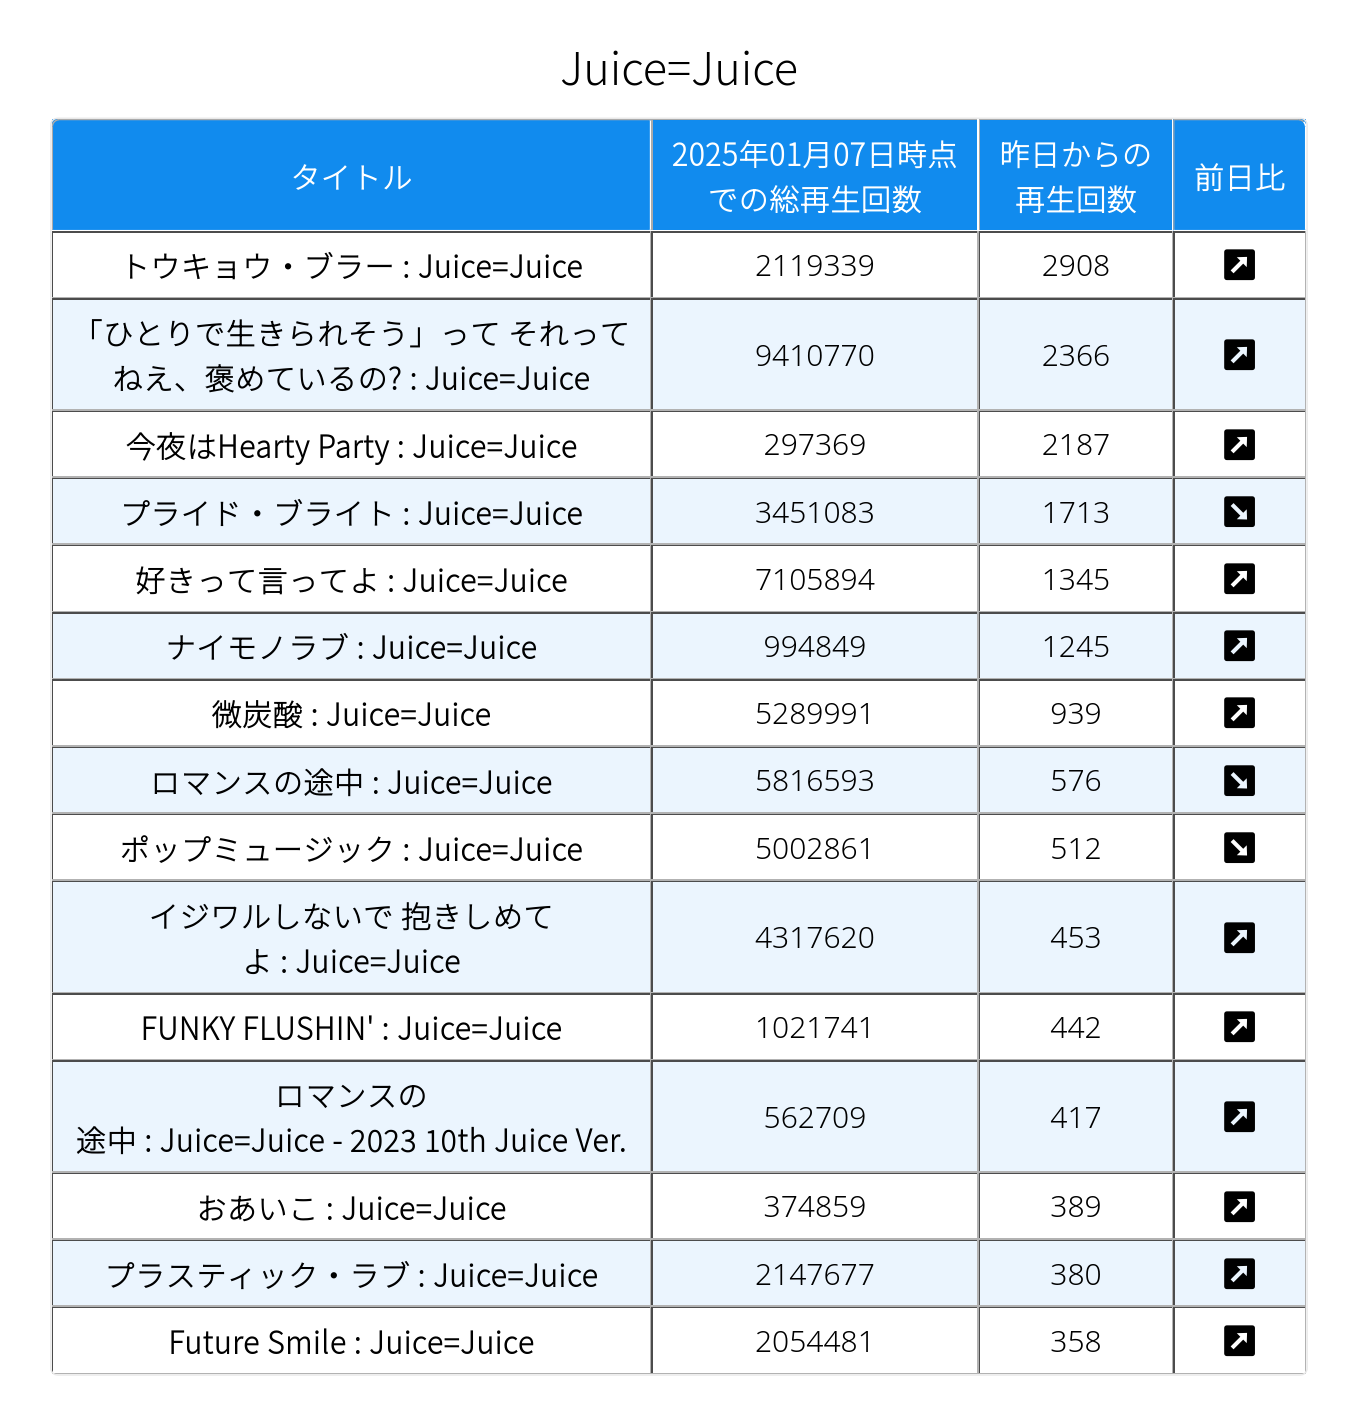 Juice=Juice
タイトル
2025年01月07日時点
での総再生回数
昨日からの
再生回数
前日比
トウキョウ・ブラー : Juice=Juice
2119339
2908
「ひとりで生きられそう」って それって
ねえ、褒めているの? : Juice=Juice
9410770
2366
今夜はHearty Party : Juice=Juice
297369
2187
プライド・ブライト : Juice=Juice
3451083
1713
好きって言ってよ : Juice=Juice
7105894
1345
ナイモノラブ : Juice=Juice
994849
1245
微炭酸 : Juice=Juice
5289991
939
ロマンスの途中 : Juice=Juice
5816593
576
ポップミュージック : Juice=Juice
5002861
512
イジワルしないで 抱きしめて
よ : Juice=Juice
4317620
453
FUNKY FLUSHIN' : Juice=Juice
1021741
442
ロマンスの
途中 : Juice=Juice - 2023 10th Juice Ver.
562709
417
おあいこ : Juice=Juice
374859
389
プラスティック・ラブ : Juice=Juice
2147677
380
Future Smile : Juice=Juice
2054481
358